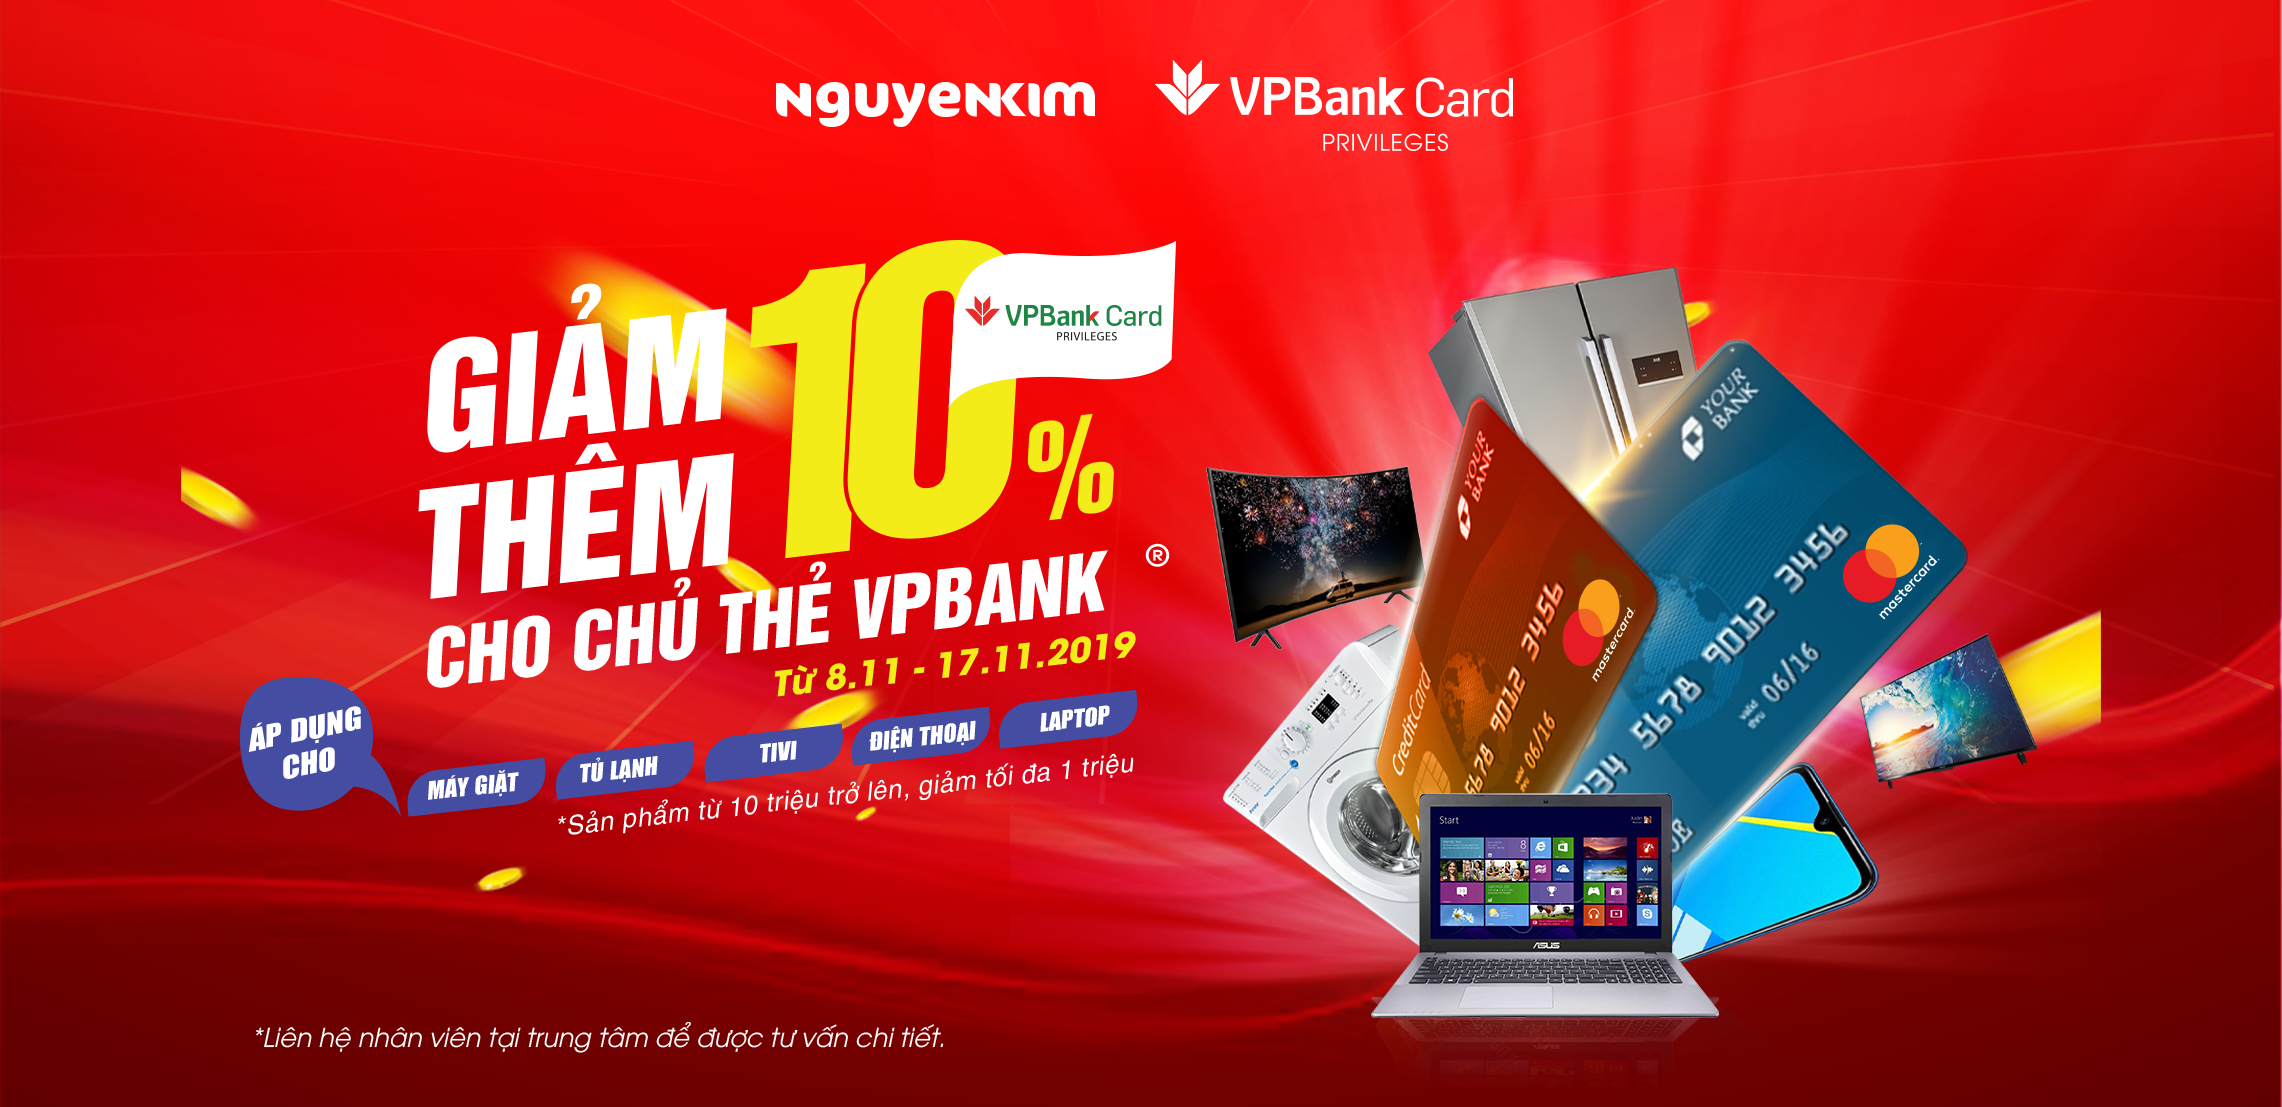 NGUYENKIM
VPBank Card
PRIVILEGES
GIẢM
THÊM
10%
VPBank Card
PRIVILEGES
CHO CHỦ THẺ VPBANK ®
Từ 8.11 - 17.11.2019
ÁP DỤNG
CHO
MÁY GIẶT
TỦ LẠNH
TIVI
ĐIỆN THOẠI
LAPTOP
*Sản phẩm từ 10 triệu trở lên, giảm tối đa 1 triệu
*Liên hệ nhân viên tại trung tâm để được tư vấn chi tiết.
YOUR
BANK
CreditCard
5678 9012 3456
06/16
mastercard
YOUR
BANK
5678 9012 3456
valid
thru
06/16
mastercard
Start
ASUS